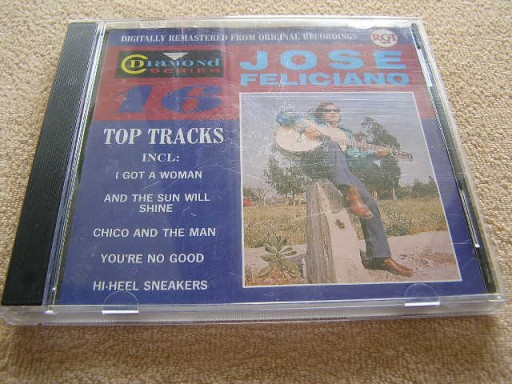 DIGITALLY REMASTERED FROM ORIGINAL RECORDINGS
RCA
CD DIAMOND
SERIES
JOSE
FELICIANO
16
TOP TRACKS
INCL:
I GOT A WOMAN
AND THE SUN WILL
SHINE
CHICO AND THE MAN
YOU'RE NO GOOD
HI-HEEL SNEAKERS